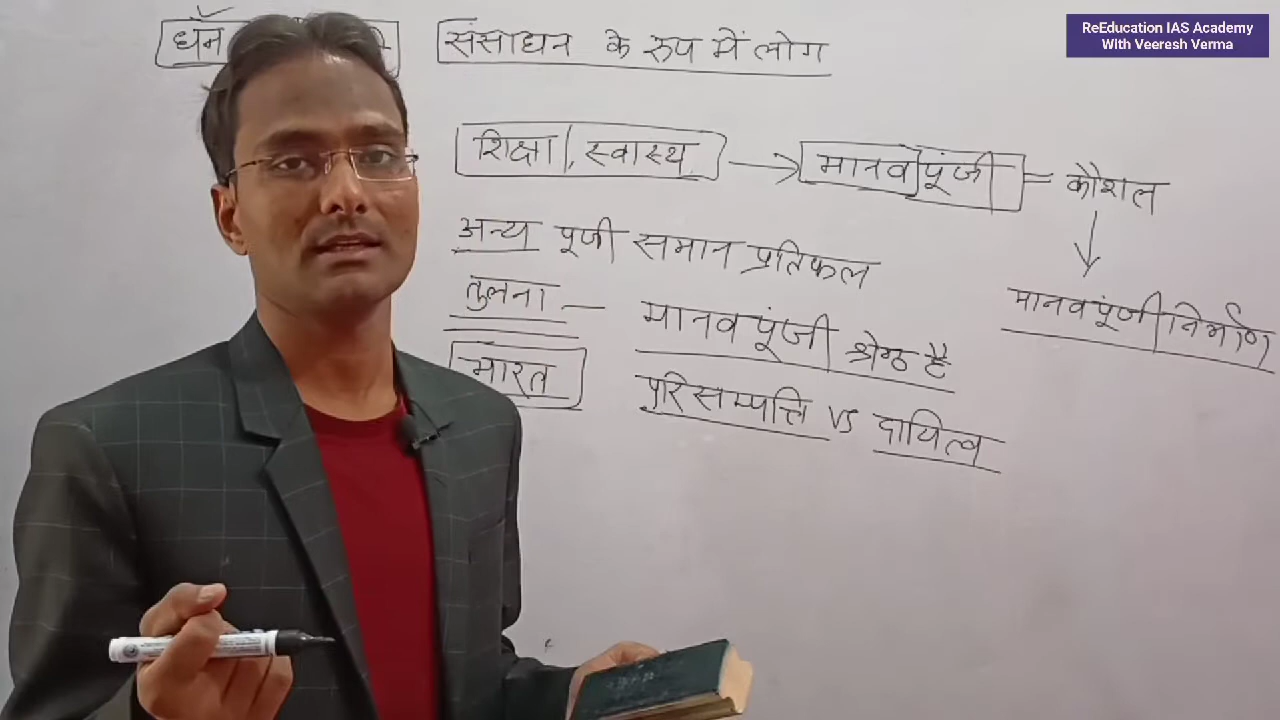 ReEducation IAS Academy
With Veeresh Verma
धन
संसाधन के रूप में लोग
शिक्षा, स्वास्थ → मानव पूंजी = कौशल
↓
मानव पूंजी निर्माण
अन्य पूंजी समान प्रतिफल
तुलना – मानव पूंजी श्रेष्ठ है
भारत
परिसम्पत्ति VS दायित्व